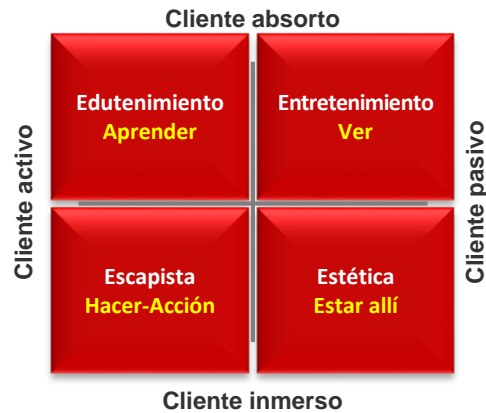 Cliente absorto
Cliente activo
Edutenimiento
Aprender
Entretenimiento
Ver
Cliente pasivo
Escapista
Hacer-Acción
Estética
Estar allí
Cliente inmerso